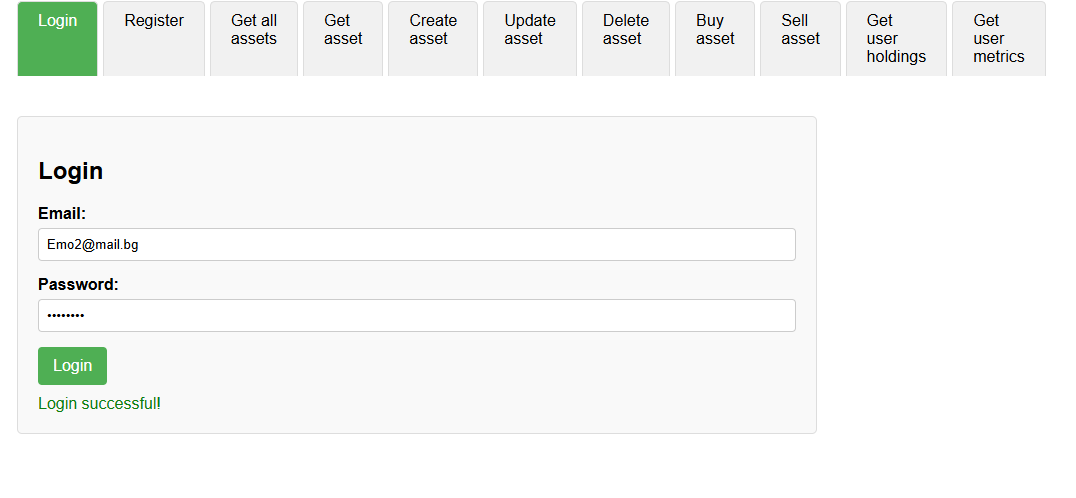 Login
Register
Get all
assets
Get
asset
Create
asset
Update
asset
Delete
asset
Buy
asset
Sell
asset
Get
user
holdings
Get
user
metrics
Login
Email:
Emo2@mail.bg
Password:
••••••••
Login
Login successful!